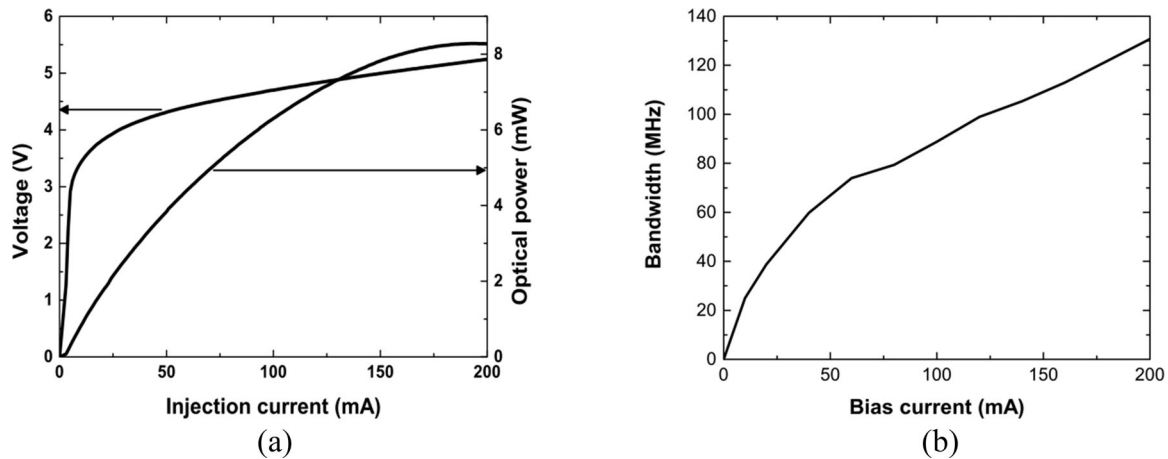 6
5
4
3
2
1
0
Voltage (V)
8
6
4
2
0
Optical power (mW)
0 50 100 150 200
Injection current (mA)
(a)
140
120
100
80
60
40
20
0
Bandwidth (MHz)
0 50 100 150 200
Bias current (mA)
(b)